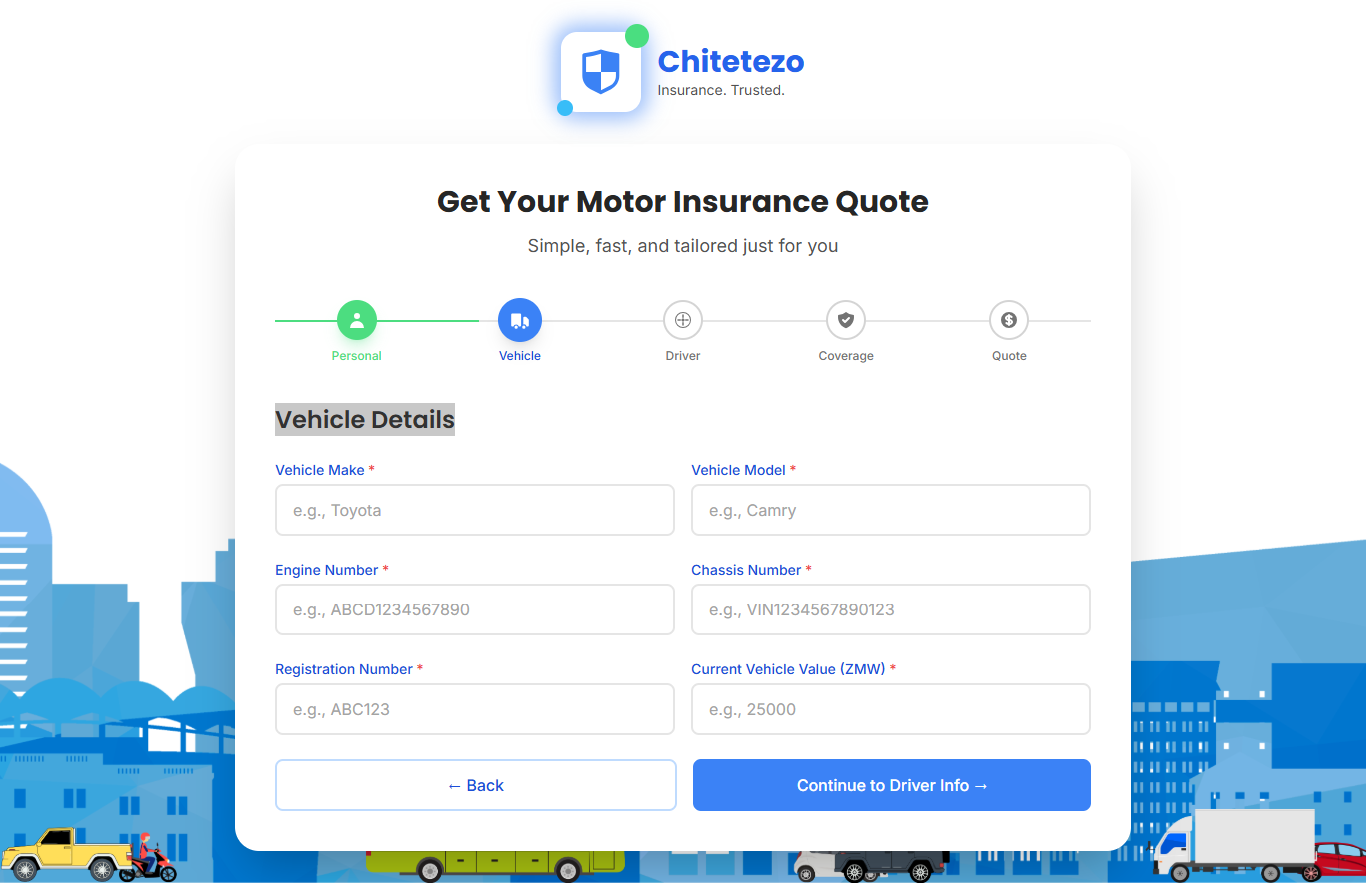 Chitetezo
Insurance. Trusted.
Get Your Motor Insurance Quote
Simple, fast, and tailored just for you
Personal Vehicle Driver Coverage Quote
Vehicle Details
Vehicle Make * Vehicle Model *
e.g., Toyota e.g., Camry
Engine Number * Chassis Number *
e.g., ABCD1234567890 e.g., VIN1234567890123
Registration Number * Current Vehicle Value (ZMW) *
e.g., ABC123 e.g., 25000
← Back Continue to Driver Info →